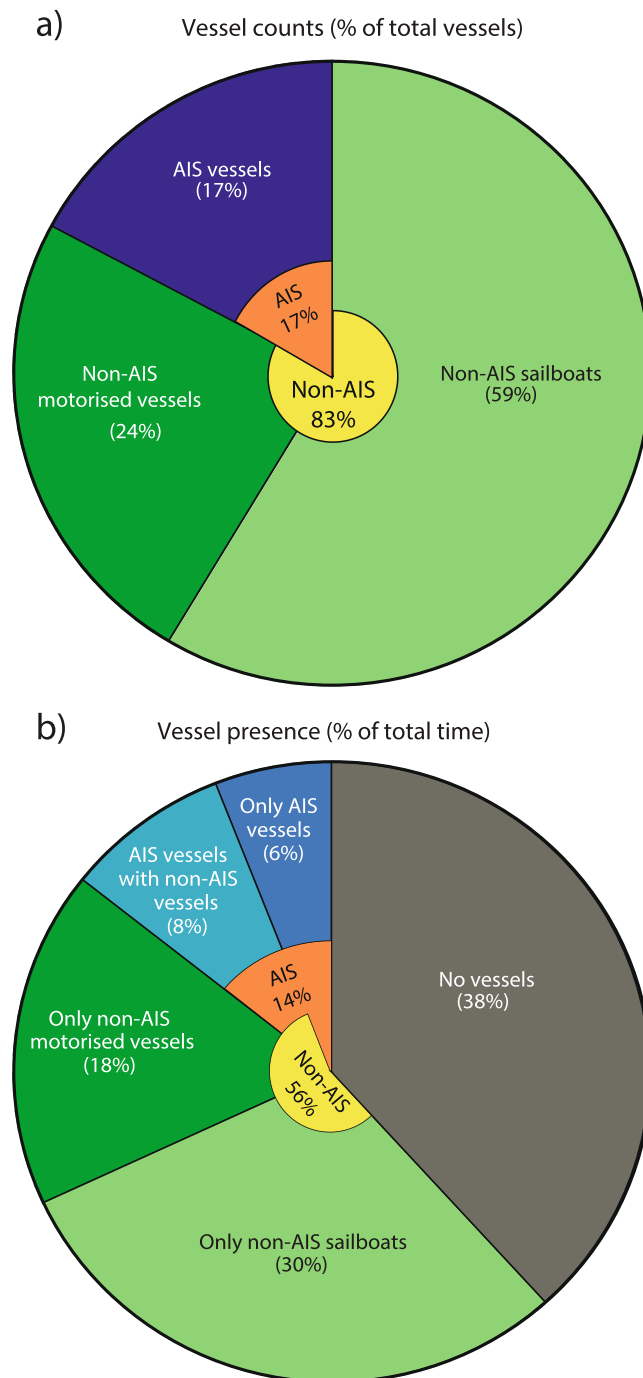 a)
Vessel counts (% of total vessels)
AIS vessels
(17%)
AIS
17%
Non-AIS
motorised vessels
(24%)
Non-AIS
83%
Non-AIS sailboats
(59%)
b)
Vessel presence (% of total time)
Only AIS
vessels
(6%)
AIS vessels
with non-AIS
vessels
(8%)
AIS
14%
No vessels
(38%)
Only non-AIS
motorised vessels
(18%)
Non-AIS
56%
Only non-AIS sailboats
(30%)